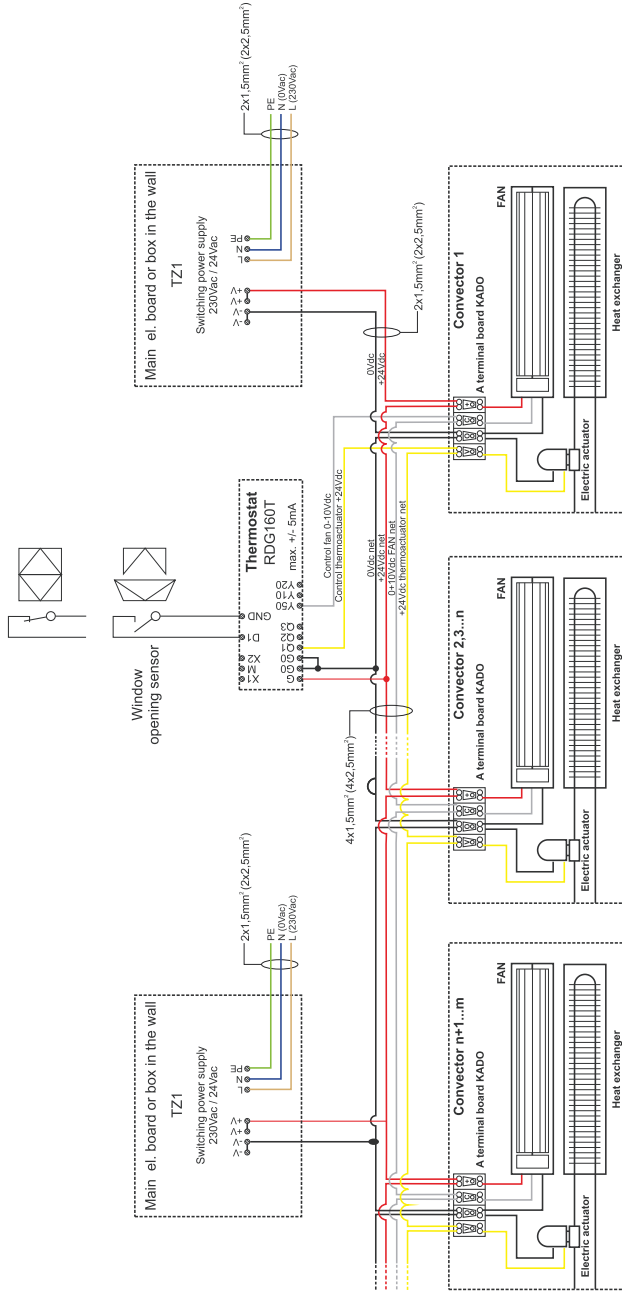 Window
opening sensor
Main el. board or box in the wall
TZ1
Switching power supply
230Vac / 24Vac
-V
-V
+V
+V
L
N
PE
2x1,5mm² (2x2,5mm²)
PE
N (0Vac)
L (230Vac)
Thermostat
RDG160T
max. +/- 5mA
X1
M
X2
D1
GND
G
G0
G0
Q1
Q2
Q3
Y50
Y10
Y20
Main el. board or box in the wall
TZ1
Switching power supply
230Vac / 24Vac
-V
-V
+V
+V
L
N
PE
2x1,5mm² (2x2,5mm²)
PE
N (0Vac)
L (230Vac)
4x1,5mm² (4x2,5mm²)
Control fan 0-10Vdc
Control thermoactuator +24Vdc
0Vdc net
+24Vdc net
0+10Vdc FAN net
+24Vdc thermoactuator net
0Vdc
+24Vdc
2x1,5mm² (2x2,5mm²)
Convector n+1...m
A terminal board KADO
FAN
Electric actuator
Heat exchanger
Convector 2,3...n
A terminal board KADO
FAN
Electric actuator
Heat exchanger
Convector 1
A terminal board KADO
FAN
Electric actuator
Heat exchanger